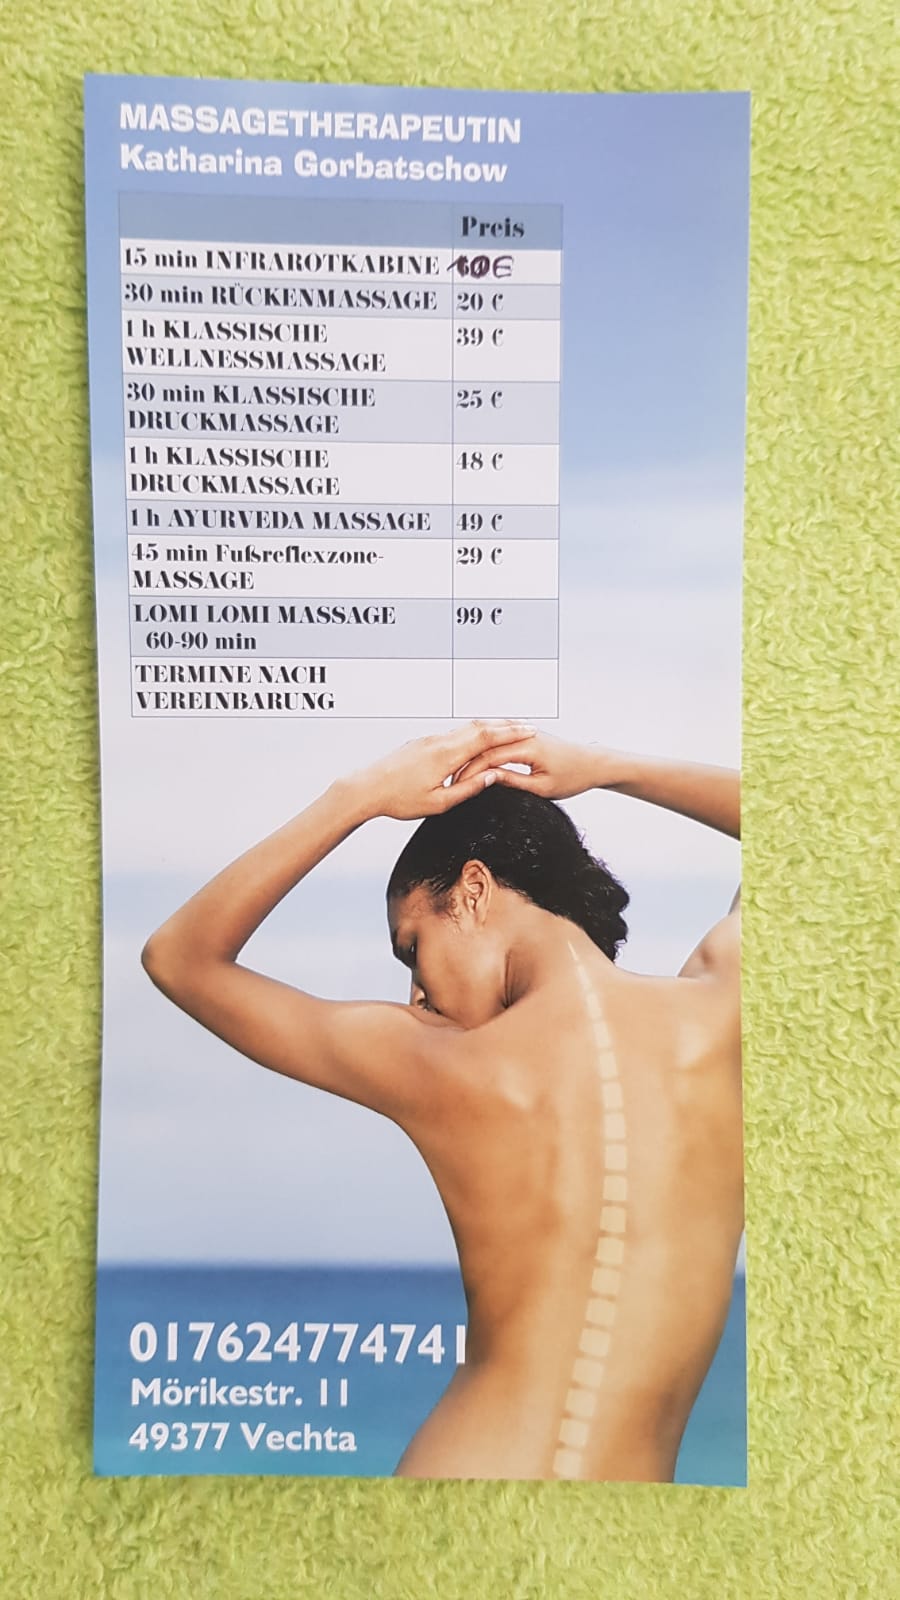 MASSAGETHERAPEUTIN
Katharina Gorbatschow
Preis
15 min INFRAROTKABINE 10€
30 min RÜCKENMASSAGE 20 €
1 h KLASSISCHE 39 €
WELLNESSMASSAGE
30 min KLASSISCHE 25 €
DRUCKMASSAGE
1 h KLASSISCHE 48 €
DRUCKMASSAGE
1 h AYURVEDA MASSAGE 49 €
45 min Fußreflexzone- 29 €
MASSAGE
LOMI LOMI MASSAGE 99 €
60-90 min
TERMINE NACH
VEREINBARUNG
017624774741
Mörikestr. 11
49377 Vechta